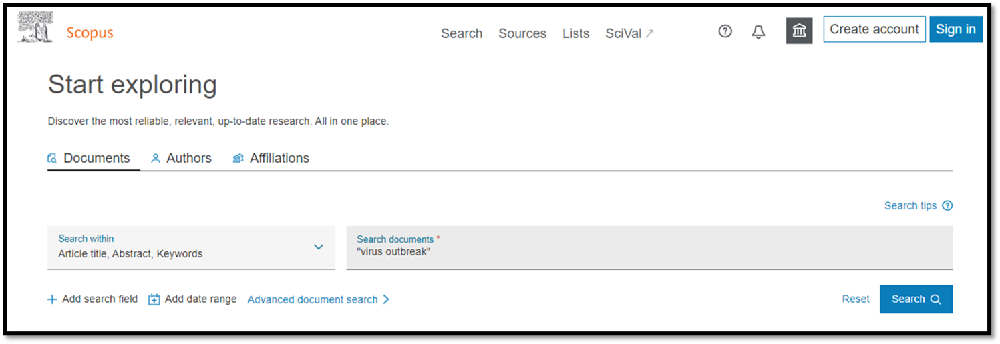 Scopus
Search Sources Lists SciVal ↗ Create account Sign in
Start exploring
Discover the most reliable, relevant, up-to-date research. All in one place.
Documents Authors Affiliations
Search tips
Search within
Article title, Abstract, Keywords
Search documents *
"virus outbreak"
+ Add search field Add date range Advanced document search > Reset Search